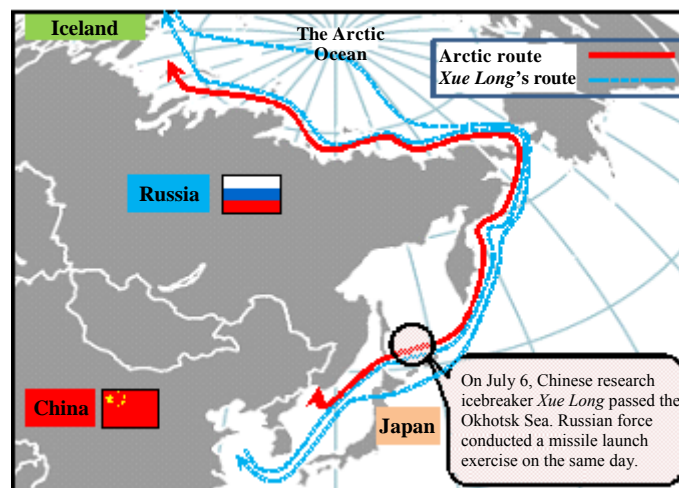 Iceland
The Arctic
Ocean
Arctic route
Xue Long's route
Russia
China
Japan
On July 6, Chinese research
icebreaker Xue Long passed the
Okhotsk Sea. Russian force
conducted a missile launch
exercise on the same day.